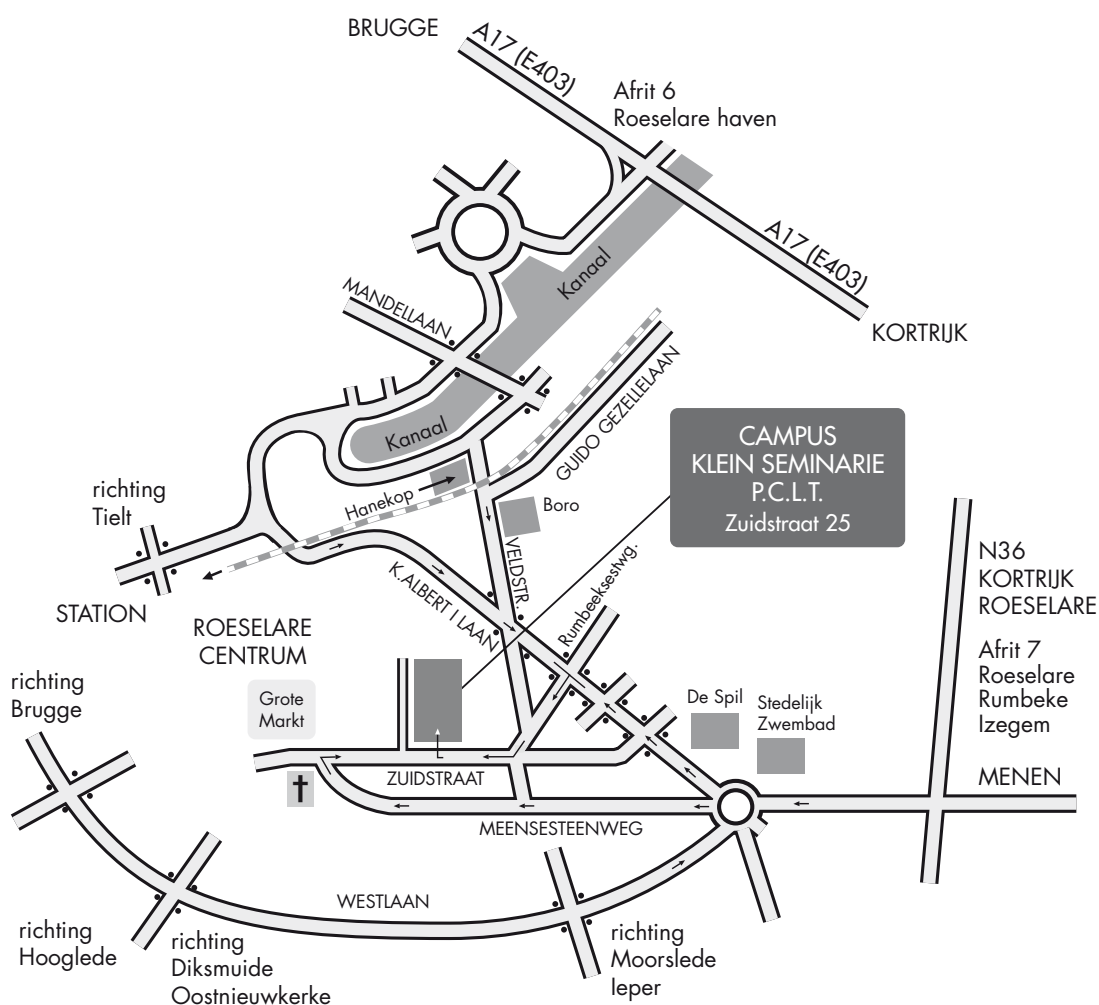 BRUGGE
A17 (E403)
Afrit 6
Roeselare haven
A17 (E403)
KORTRIJK
Kanaal
MANDELLAAN
Kanaal
GUIDO GEZELLELAAN
CAMPUS
KLEIN SEMINARIE
P.C.L.T.
Zuidstraat 25
richting
Tielt
Hanekop
Boro
VELDSTR.
K.ALBERT I LAAN
Rumbeeksestwg.
STATION
ROESELARE
CENTRUM
N36
KORTRIJK
ROESELARE
Afrit 7
Roeselare
Rumbeke
Izegem
richting
Brugge
Grote
Markt
De Spil
Stedelijk
Zwembad
ZUIDSTRAAT
MENEN
MEENSESTEENWEG
WESTLAAN
richting
Hooglede
richting
Diksmuide
Oostnieuwkerke
richting
Moorslede
Ieper